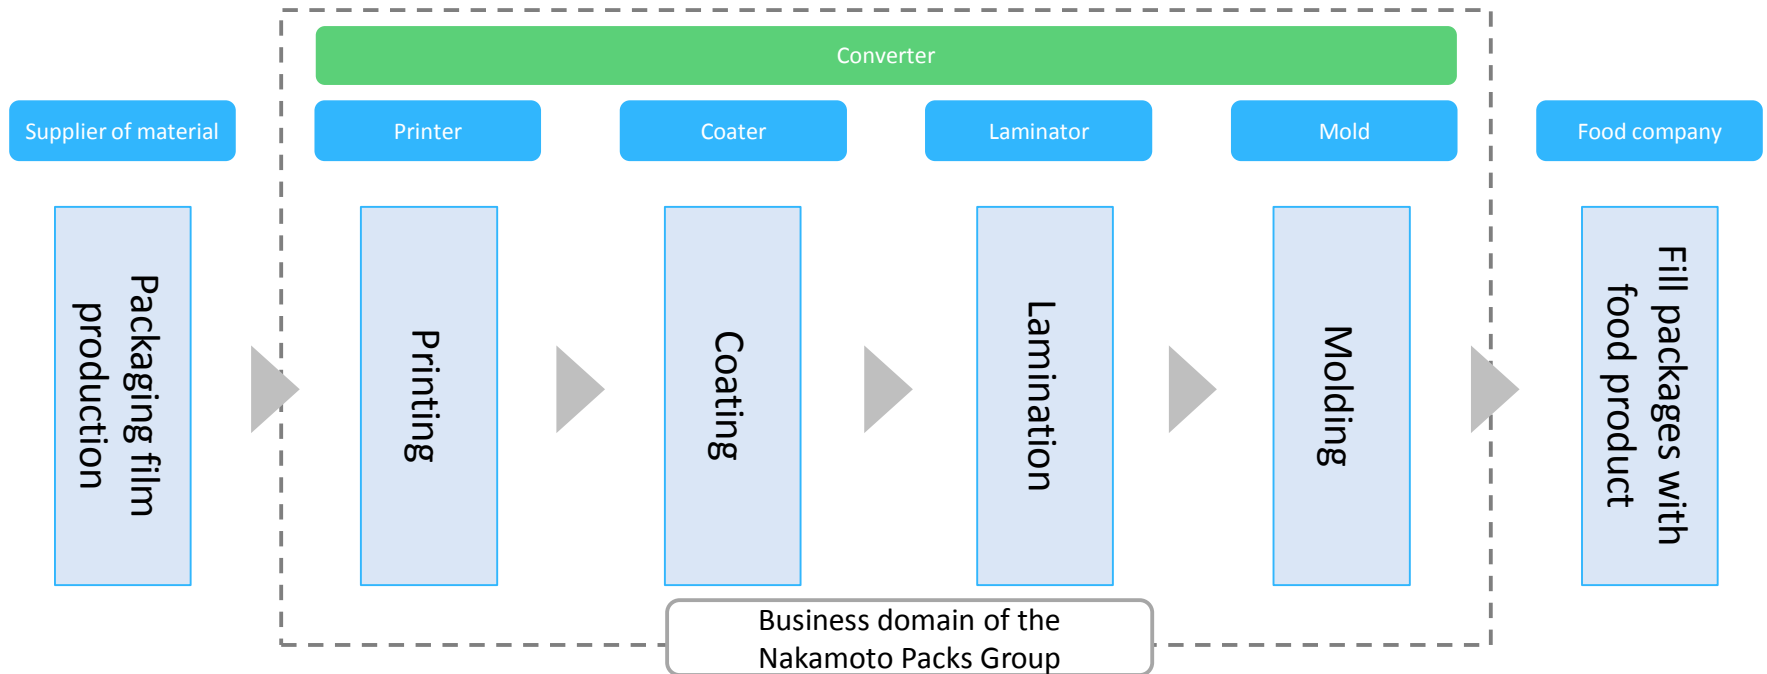 Converter
Supplier of material
Printer
Coater
Laminator
Mold
Food company
Packaging film
production
Printing
Coating
Lamination
Molding
Fill packages with
food product
Business domain of the
Nakamoto Packs Group